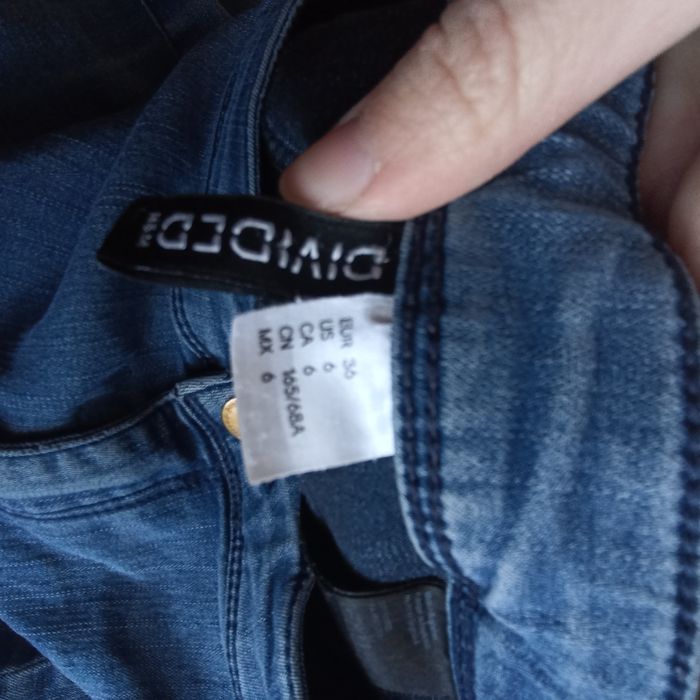 DIVIDED
H&M
EUR 36
US 6
CA 6
CN 165/68A
MX 6